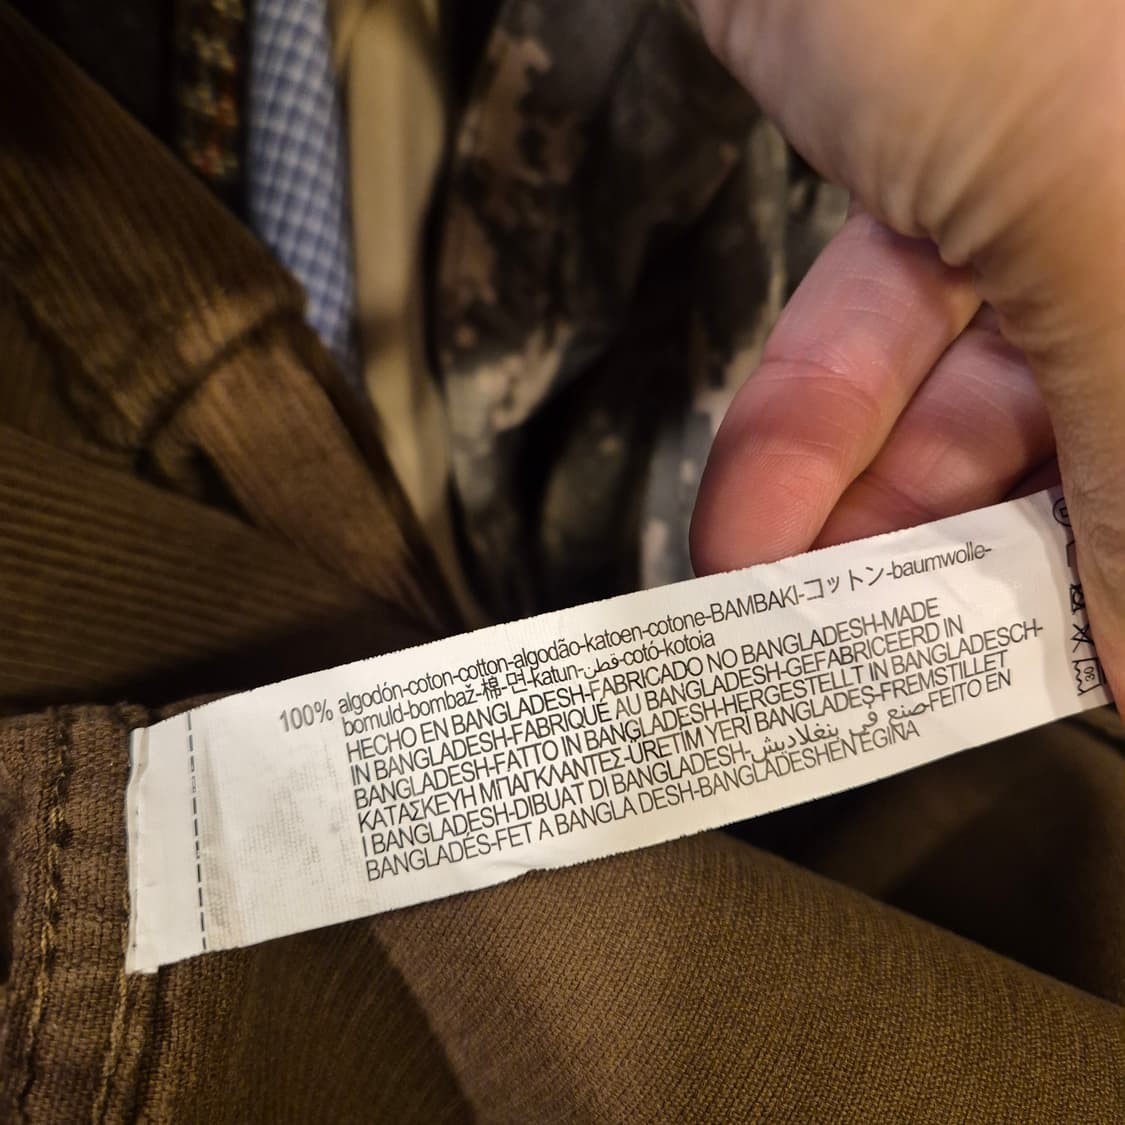 100% algodón-coton-cotton-algodão-katoen-cotone-BAMBAKI-コットン-baumwolle-
bomuld-bombaž-棉-면-katun-قطن-cotó-kotoia
HECHO EN BANGLADESH-FABRICADO NO BANGLADESH-MADE
IN BANGLADESH-FABRIQUÉ AU BANGLADESH-GEFABRICEERD IN
BANGLADESH-FATTO IN BANGLADESH-HERGESTELLT IN BANGLADESCH-
ΚΑΤΑΣΚΕΥΗ ΜΠΑΓΚΛΑΝΤΕΣ-ÜRETIM YERİ BANGLADEŞ-FREMSTILLET
I BANGLADESH-DIBUAT DI BANGLADESH-صنع في بنغلاديش-FEITO EN
BANGLADÉS-FET A BANGLA DESH-BANGLADESHEN EGINA
30